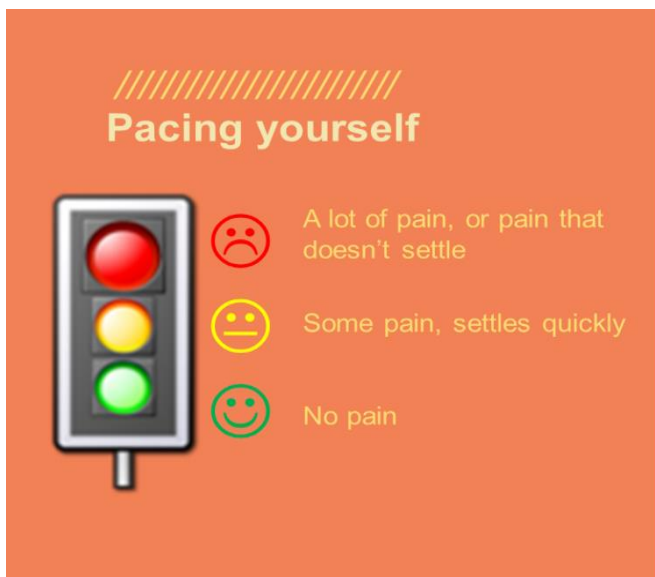 Pacing yourself
A lot of pain, or pain that
doesn't settle
Some pain, settles quickly
No pain